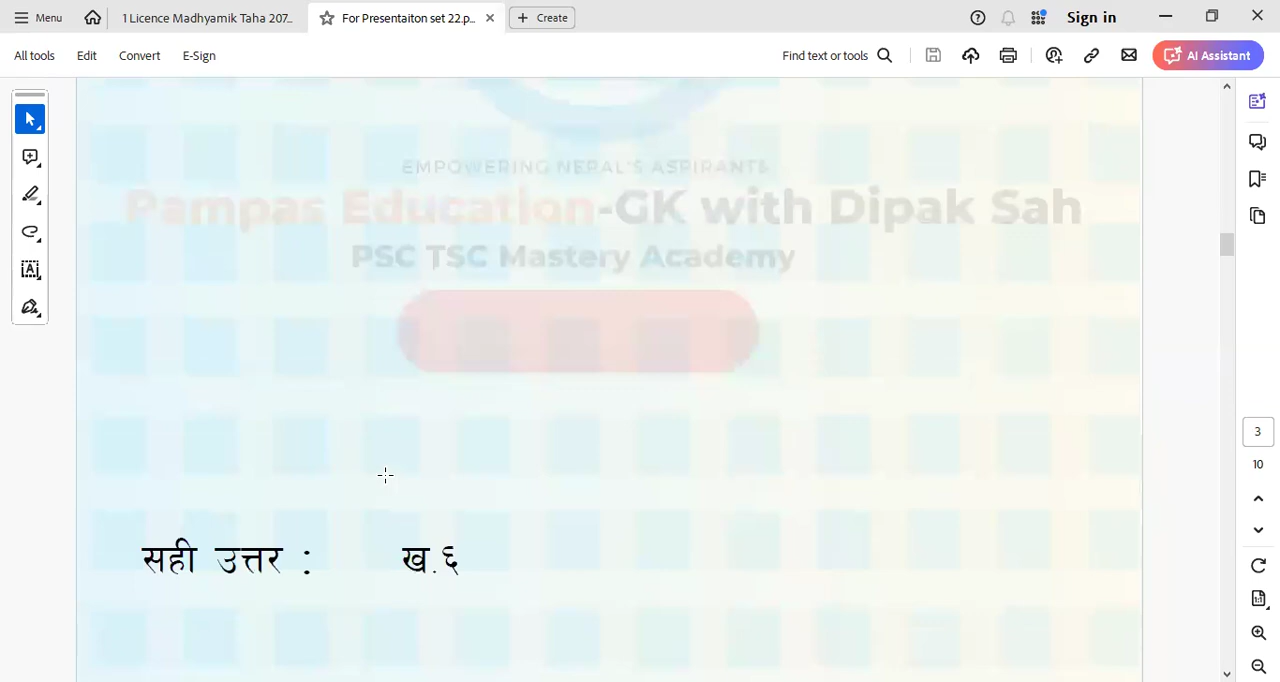 Menu
1 Licence Madhyamik Taha 207...
For Presentaiton set 22.p...
Create
Sign in
All tools
Edit
Convert
E-Sign
Find text or tools
AI Assistant
EMPOWERING NEPAL'S ASPIRANTS
Pampas Education-GK with Dipak Sah
PSC TSC Mastery Academy
सही उत्तर : ख.६
3
10